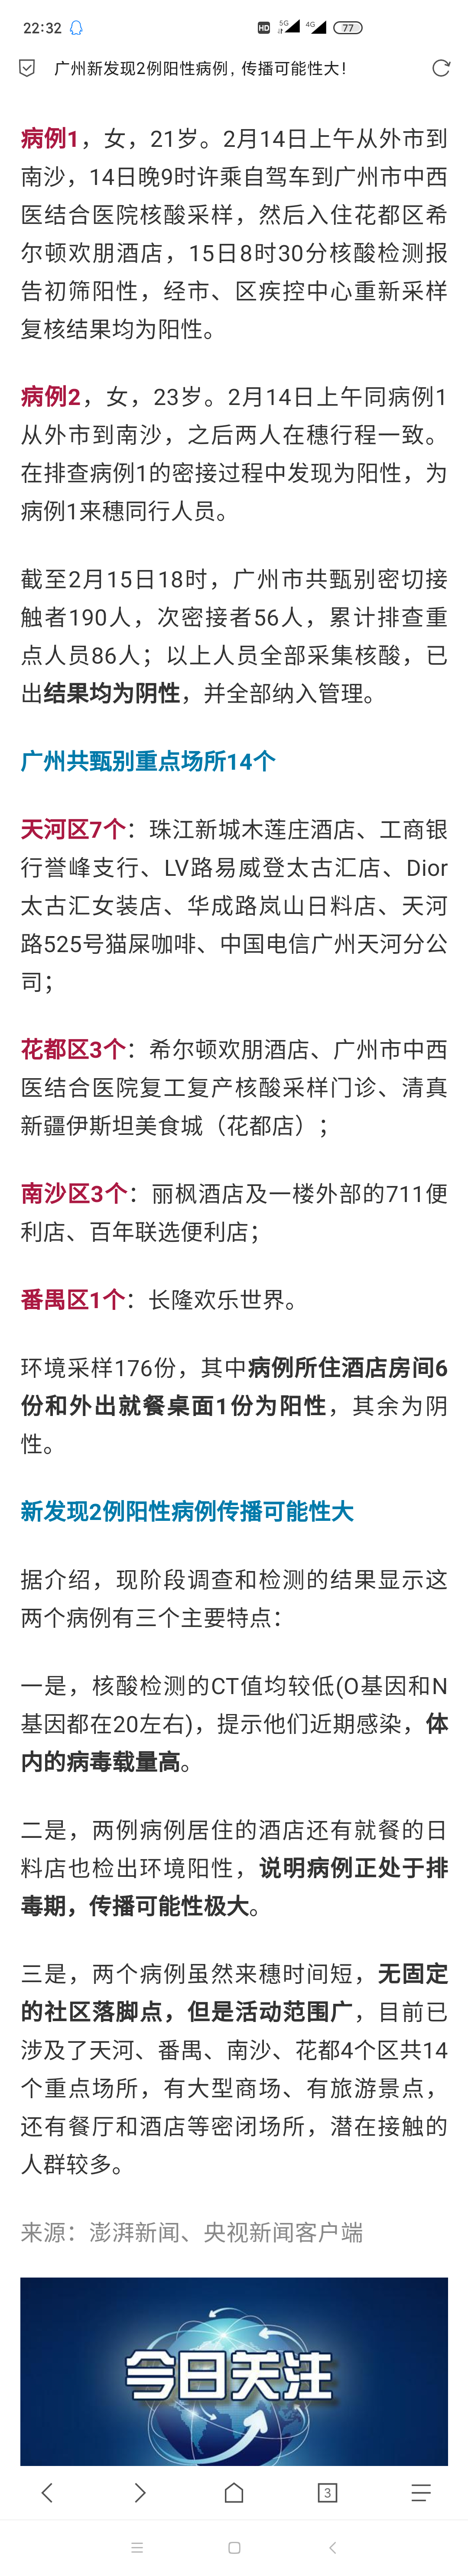 22:32
HD 5G 4G 77
广州新发现2例阳性病例，传播可能性大！
病例1，女，21岁。2月14日上午从外市到
南沙，14日晚9时许乘自驾车到广州市中西
医结合医院核酸采样，然后入住花都区希
尔顿欢朋酒店，15日8时30分核酸检测报
告初筛阳性，经市、区疾控中心重新采样
复核结果均为阳性。
病例2，女，23岁。2月14日上午同病例1
从外市到南沙，之后两人在穗行程一致。
在排查病例1的密接过程中发现为阳性，为
病例1来穗同行人员。
截至2月15日18时，广州市共甄别密切接
触者190人，次密接者56人，累计排查重
点人员86人；以上人员全部采集核酸，已
出结果均为阴性，并全部纳入管理。
广州共甄别重点场所14个
天河区7个：珠江新城木莲庄酒店、工商银
行誉峰支行、LV路易威登太古汇店、Dior
太古汇女装店、华成路岚山日料店、天河
路525号猫屎咖啡、中国电信广州天河分公
司；
花都区3个：希尔顿欢朋酒店、广州市中西
医结合医院复工复产核酸采样门诊、清真
新疆伊斯坦美食城（花都店）；
南沙区3个：丽枫酒店及一楼外部的711便
利店、百年联选便利店；
番禺区1个：长隆欢乐世界。
环境采样176份，其中病例所住酒店房间6
份和外出就餐桌面1份为阳性，其余为阴
性。
新发现2例阳性病例传播可能性大
据介绍，现阶段调查和检测的结果显示这
两个病例有三个主要特点：
一是，核酸检测的CT值均较低(O基因和N
基因都在20左右)，提示他们近期感染，体
内的病毒载量高。
二是，两例病例居住的酒店还有就餐的日
料店也检出环境阳性，说明病例正处于排
毒期，传播可能性极大。
三是，两个病例虽然来穗时间短，无固定
的社区落脚点，但是活动范围广，目前已
涉及了天河、番禺、南沙、花都4个区共14
个重点场所，有大型商场、有旅游景点，
还有餐厅和酒店等密闭场所，潜在接触的
人群较多。
来源：澎湃新闻、央视新闻客户端
今日关注
3